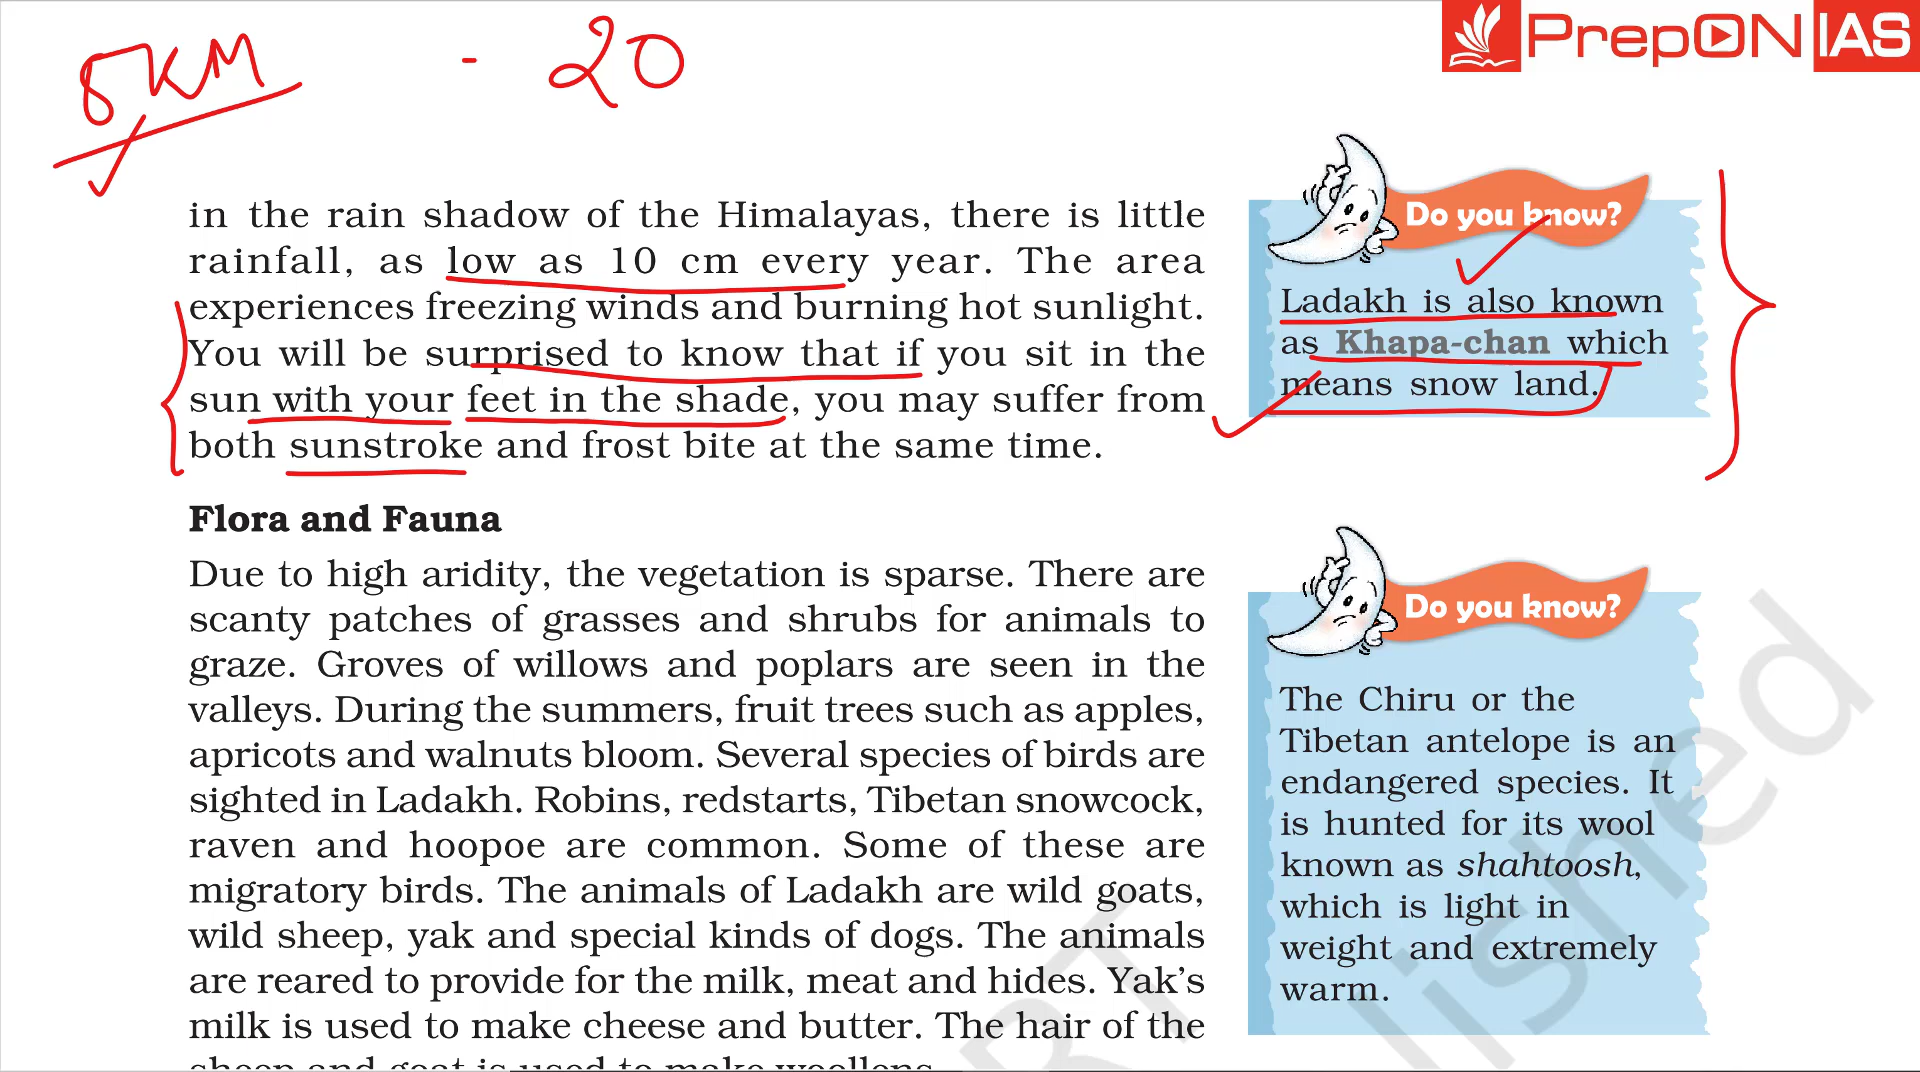 8KM - 20
PrepON IAS
in the rain shadow of the Himalayas, there is little
rainfall, as low as 10 cm every year. The area
experiences freezing winds and burning hot sunlight.
You will be surprised to know that if you sit in the
sun with your feet in the shade, you may suffer from
both sunstroke and frost bite at the same time.
Flora and Fauna
Due to high aridity, the vegetation is sparse. There are
scanty patches of grasses and shrubs for animals to
graze. Groves of willows and poplars are seen in the
valleys. During the summers, fruit trees such as apples,
apricots and walnuts bloom. Several species of birds are
sighted in Ladakh. Robins, redstarts, Tibetan snowcock,
raven and hoopoe are common. Some of these are
migratory birds. The animals of Ladakh are wild goats,
wild sheep, yak and special kinds of dogs. The animals
are reared to provide for the milk, meat and hides. Yak's
milk is used to make cheese and butter. The hair of the
sheep and goat is used to make woollens.
Do you know?
Ladakh is also known
as Khapa-chan which
means snow land.
Do you know?
The Chiru or the
Tibetan antelope is an
endangered species. It
is hunted for its wool
known as shahtoosh,
which is light in
weight and extremely
warm.